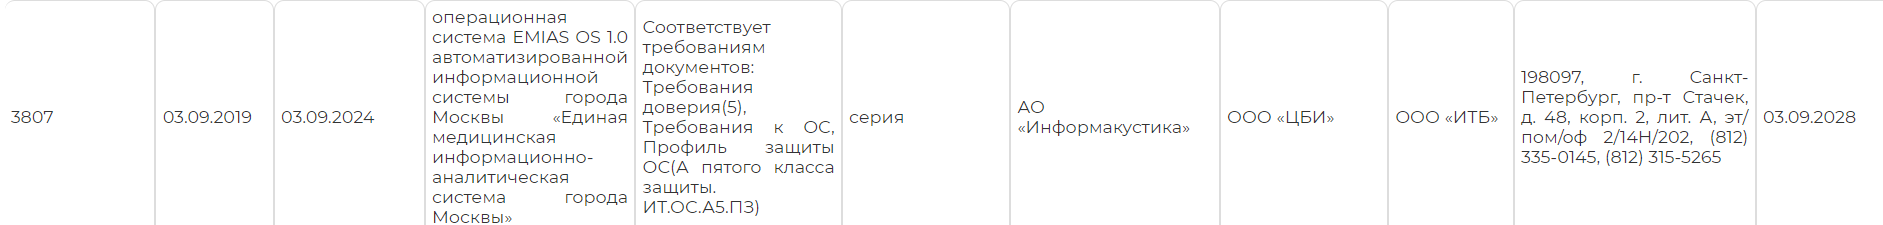 3807
03.09.2019
03.09.2024
операционная
система EMIAS OS 1.0
автоматизированной
информационной
системы города
Москвы «Единая
медицинская
информационно-
аналитическая
система города
Москвы»
Соответствует
требованиям
документов:
Требования
доверия(5),
Требования к ОС,
Профиль защиты
ОС(А пятого класса
защиты.
ИТ.ОС.А5.ПЗ)
серия
АО
«Информакустика»
ООО «ЦБИ»
ООО «ИТБ»
198097, г. Санкт-
Петербург, пр-т Стачек,
д. 48, корп. 2, лит. А, эт/
пом/оф 2/14Н/202, (812)
335-0145, (812) 315-5265
03.09.2028